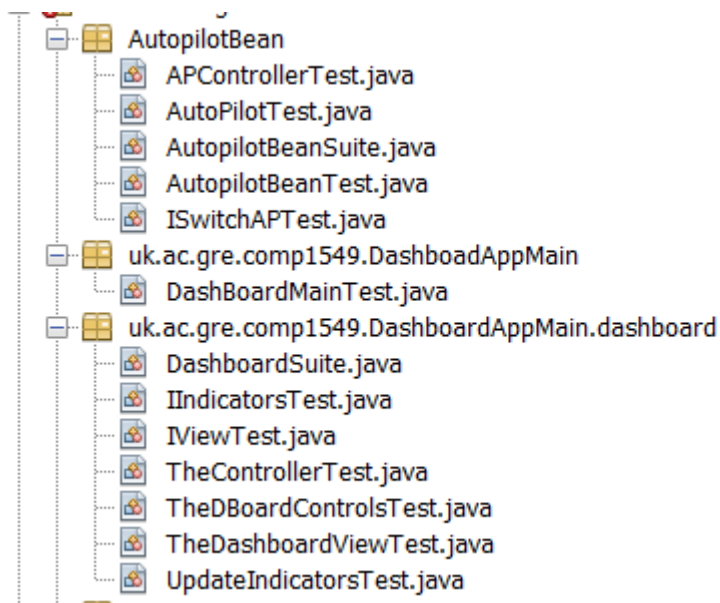 AutopilotBean
APControllerTest.java
AutoPilotTest.java
AutopilotBeanSuite.java
AutopilotBeanTest.java
ISwitchAPTest.java
uk.ac.gre.comp1549.DashboadAppMain
DashBoardMainTest.java
uk.ac.gre.comp1549.DashboardAppMain.dashboard
DashboardSuite.java
IIndicatorsTest.java
IViewTest.java
TheControllerTest.java
TheDBoardControlsTest.java
TheDashboardViewTest.java
UpdateIndicatorsTest.java